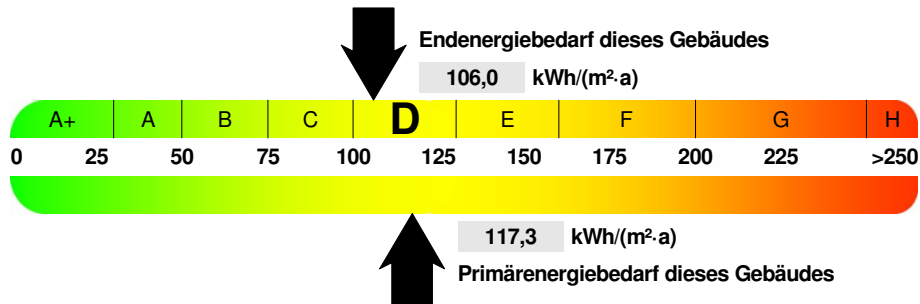 Endenergiebedarf dieses Gebäudes
106,0 kWh/(m²·a)
A+ A B C D E F G H
0 25 50 75 100 125 150 175 200 225 >250
117,3 kWh/(m²·a)
Primärenergiebedarf dieses Gebäudes